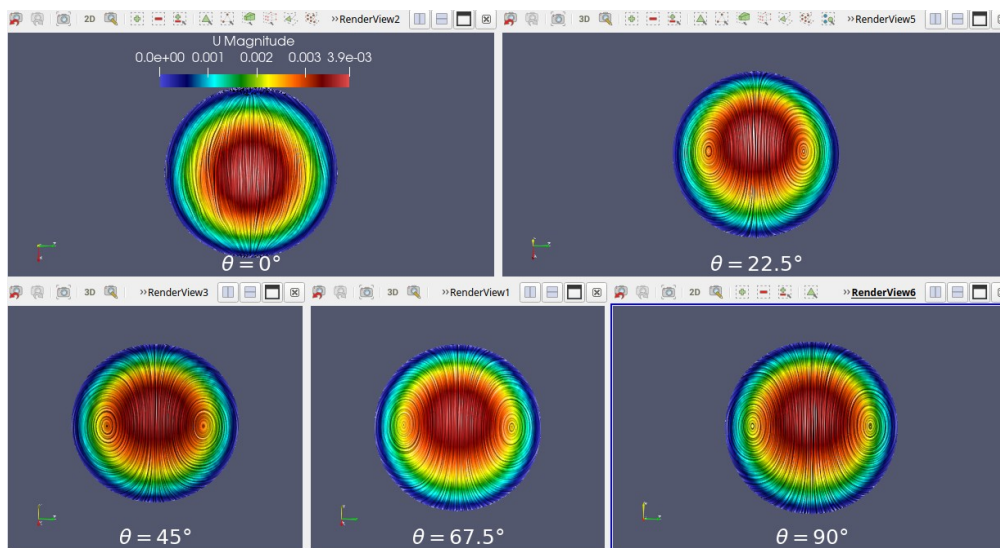 2D
»RenderView2
3D
»RenderView5
U Magnitude
0.0e+00 0.001 0.002 0.003 3.9e-03
θ = 0°
θ = 22.5°
3D
»RenderView3
3D
»RenderView1
2D
»RenderView6
θ = 45°
θ = 67.5°
θ = 90°